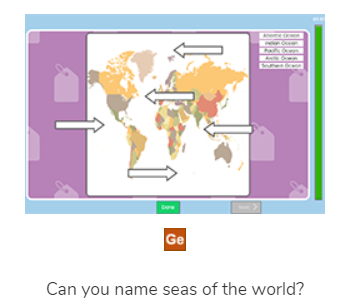 Atlantic Ocean
Indian Ocean
Pacific Ocean
Arctic Ocean
Southern Ocean
Done
Ge
Can you name seas of the world?